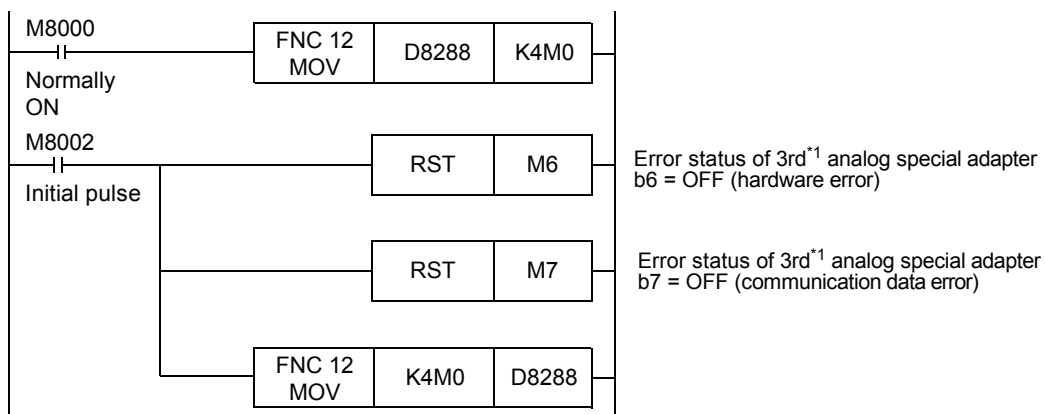 M8000
FNC 12
MOV
D8288
K4M0
Normally
ON
M8002
RST
M6
Error status of 3rd*1 analog special adapter
b6 = OFF (hardware error)
Initial pulse
RST
M7
Error status of 3rd*1 analog special adapter
b7 = OFF (communication data error)
FNC 12
MOV
K4M0
D8288